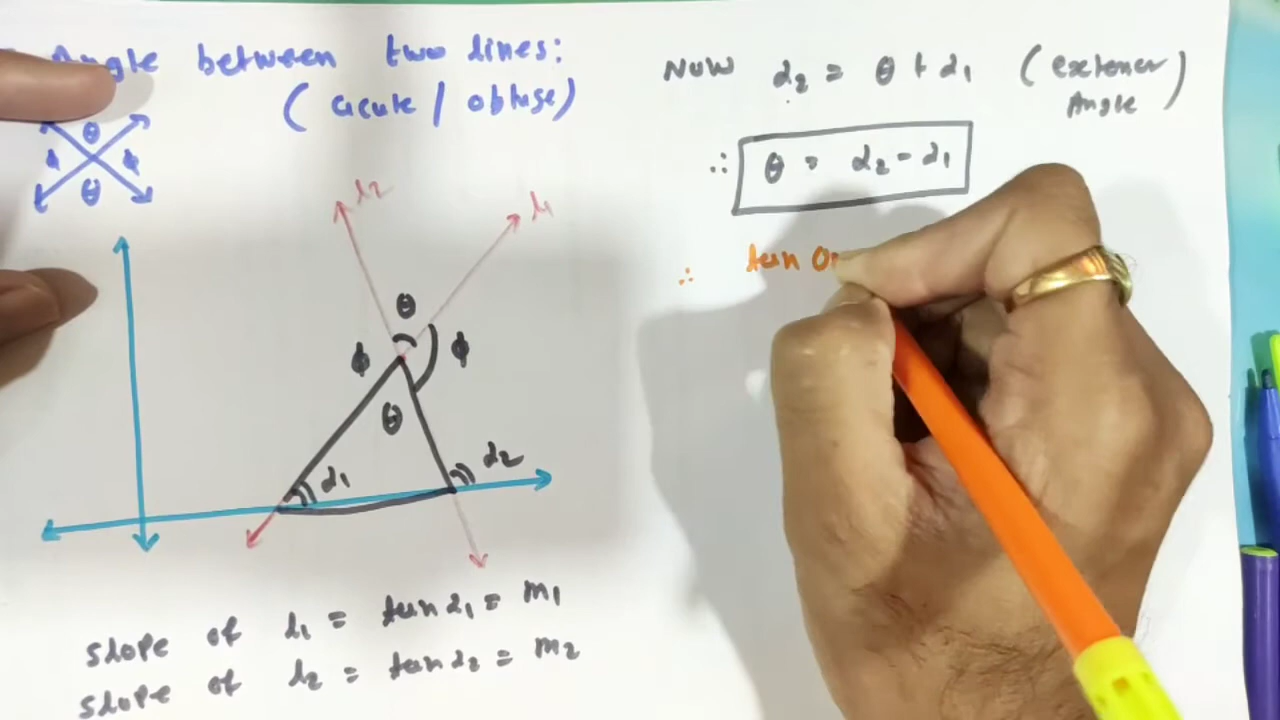 Angle between two lines:
(acute / obtuse)
θ
ϕ ϕ
θ
l2 l1
θ
ϕ ϕ
θ
α1 α2
slope of l1 = tan α1 = m1
slope of l2 = tan α2 = m2
Now α2 = θ + α1 (exterior Angle)
∴ θ = α2 - α1
∴ tan θ